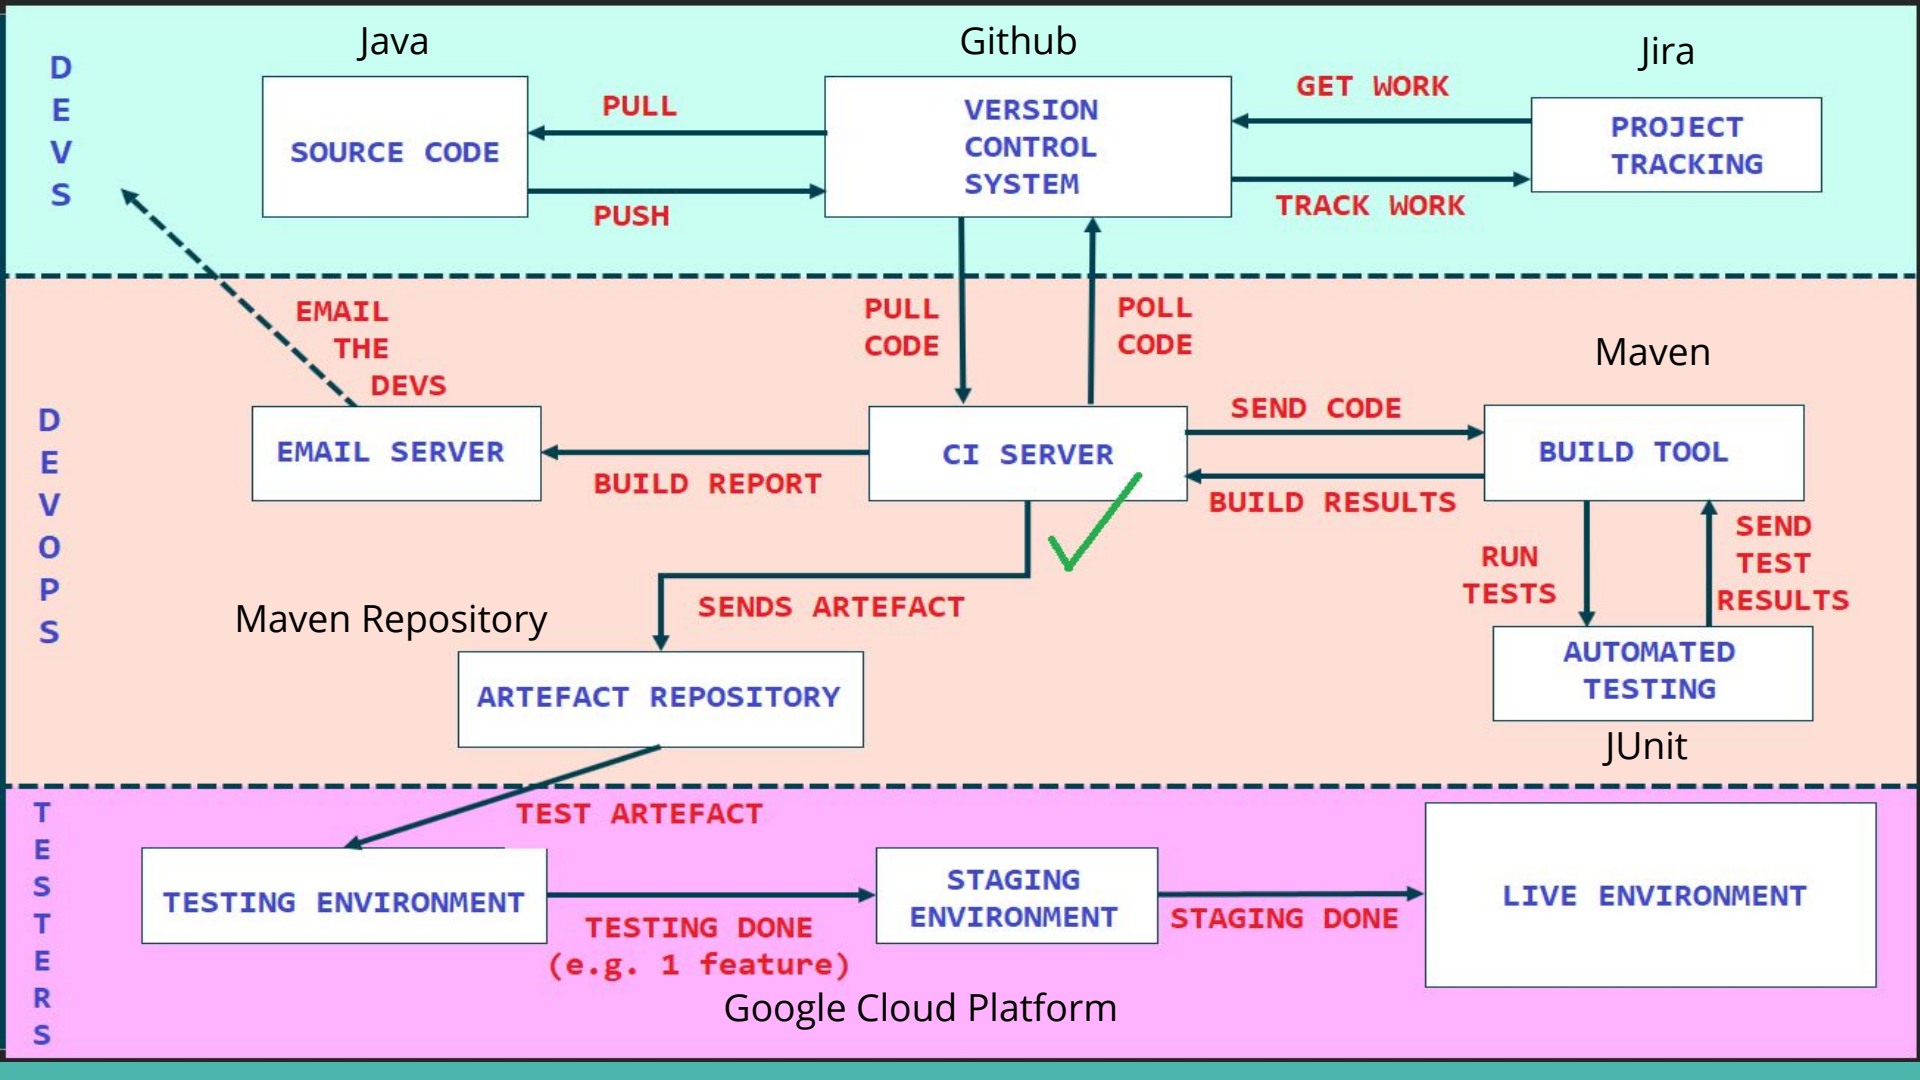 Java
Github
Jira
D
E
V
S
SOURCE CODE
PULL
PUSH
VERSION
CONTROL
SYSTEM
GET WORK
TRACK WORK
PROJECT
TRACKING
EMAIL
THE
DEVS
PULL
CODE
POLL
CODE
Maven
D
E
V
O
P
S
EMAIL SERVER
BUILD REPORT
CI SERVER
SEND CODE
BUILD RESULTS
BUILD TOOL
RUN
TESTS
SEND
TEST
RESULTS
SENDS ARTEFACT
Maven Repository
ARTEFACT REPOSITORY
AUTOMATED
TESTING
JUnit
T
E
S
T
E
R
S
TEST ARTEFACT
TESTING ENVIRONMENT
TESTING DONE
(e.g. 1 feature)
STAGING
ENVIRONMENT
STAGING DONE
LIVE ENVIRONMENT
Google Cloud Platform